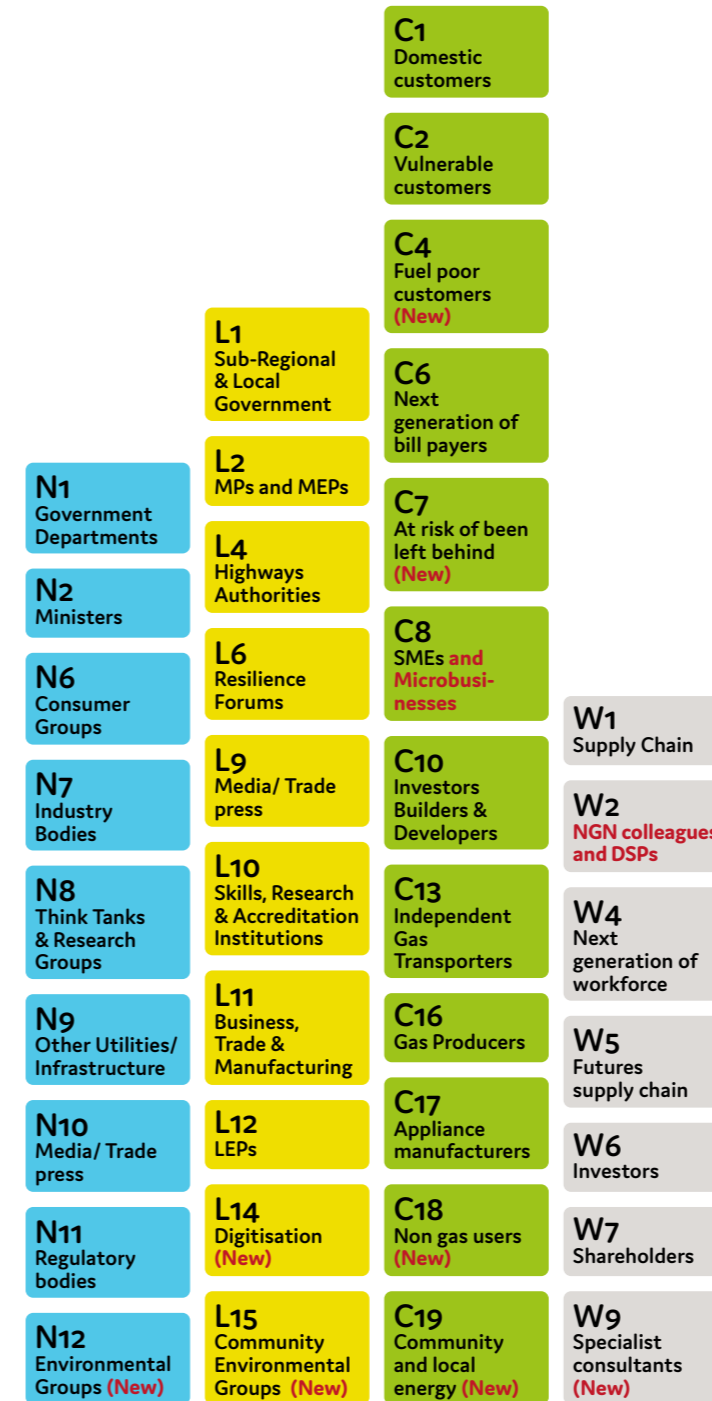 N1
Government
Departments
N2
Ministers
N6
Consumer
Groups
N7
Industry
Bodies
N8
Think Tanks
& Research
Groups
N9
Other Utilities/
Infrastructure
N10
Media/ Trade
press
N11
Regulatory
bodies
N12
Environmental
Groups (New)
L1
Sub-Regional
& Local
Government
L2
MPs and MEPs
L4
Highways
Authorities
L6
Resilience
Forums
L9
Media/ Trade
press
L10
Skills, Research
& Accreditation
Institutions
L11
Business,
Trade &
Manufacturing
L12
LEPs
L14
Digitisation
(New)
L15
Community
Environmental
Groups (New)
C1
Domestic
customers
C2
Vulnerable
customers
C4
Fuel poor
customers
(New)
C6
Next
generation of
bill payers
C7
At risk of been
left behind
(New)
C8
SMEs and
Microbusi-
nesses
C10
Investors
Builders &
Developers
C13
Independent
Gas
Transporters
C16
Gas Producers
C17
Appliance
manufacturers
C18
Non gas users
(New)
C19
Community
and local
energy (New)
W1
Supply Chain
W2
NGN colleagues
and DSPs
W4
Next
generation of
workforce
W5
Futures
supply chain
W6
Investors
W7
Shareholders
W9
Specialist
consultants
(New)